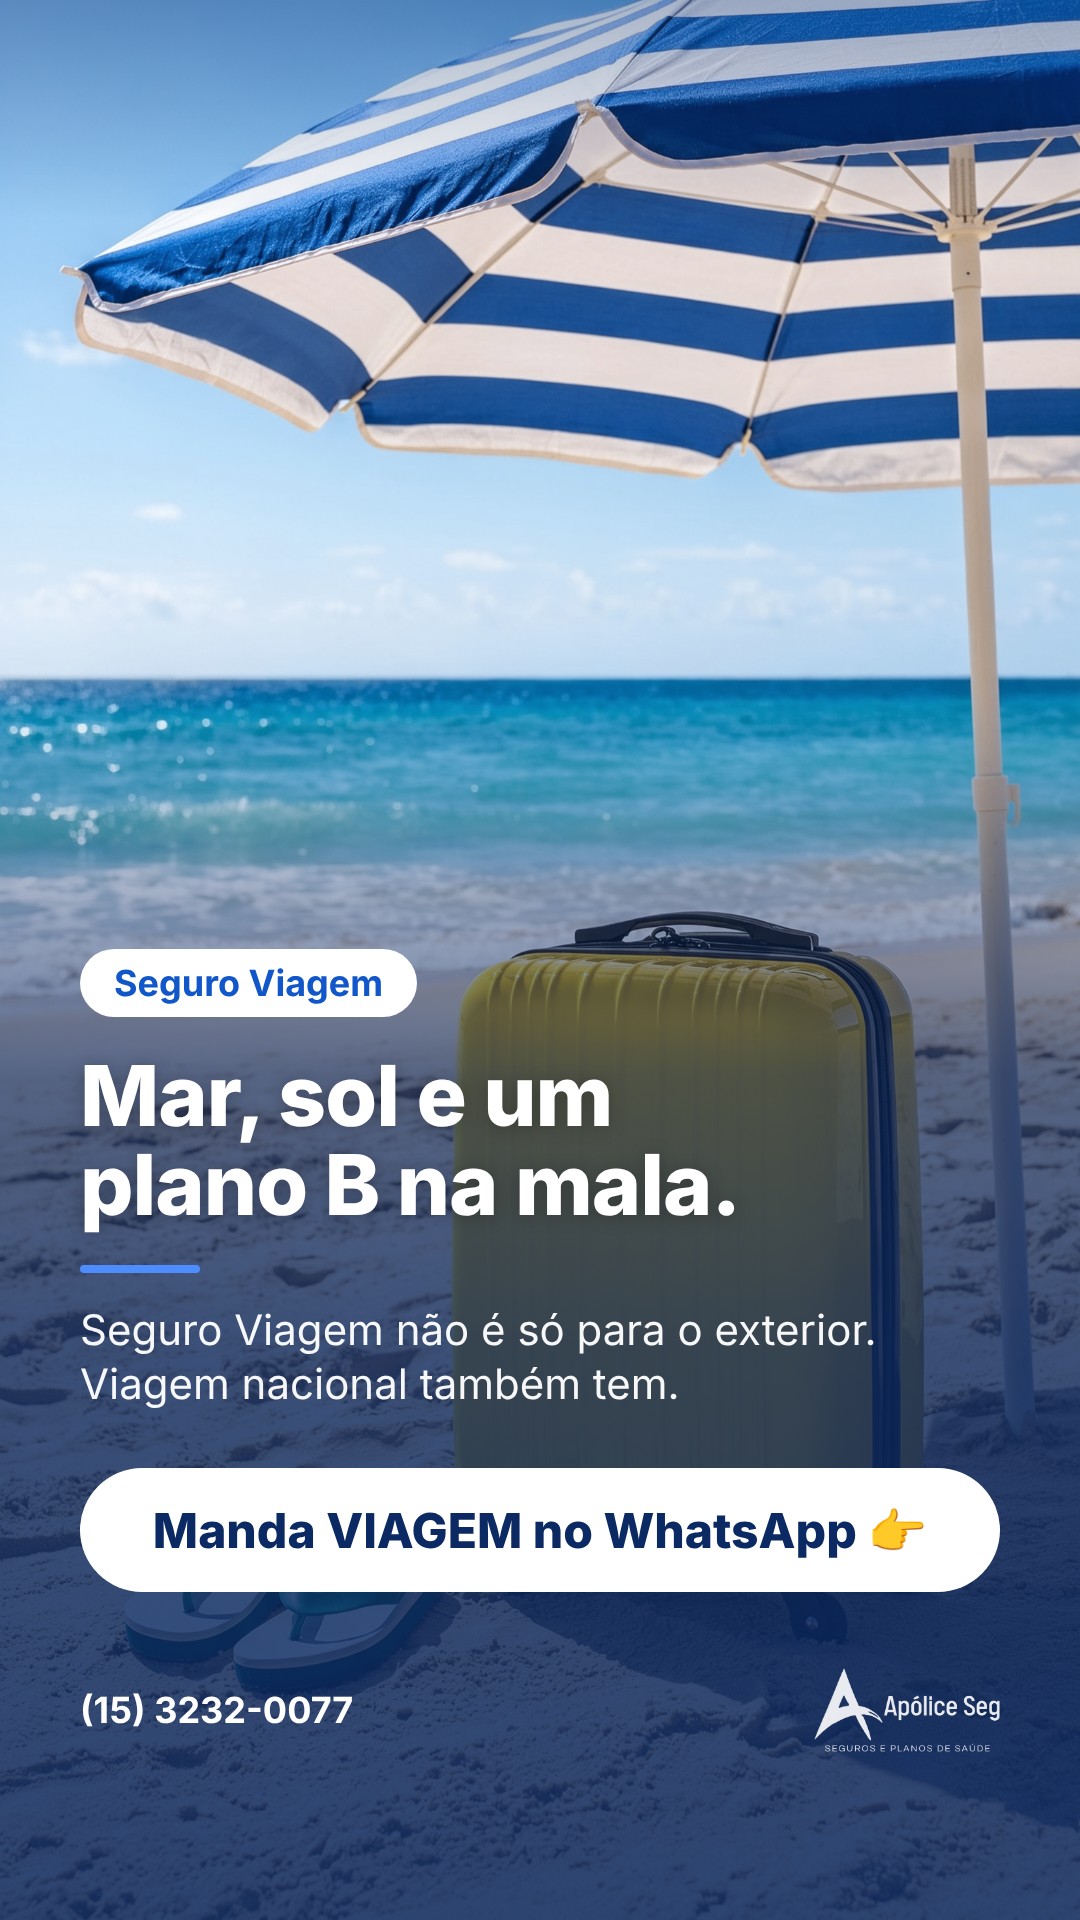 Seguro Viagem
Mar, sol e um
plano B na mala.
Seguro Viagem não é só para o exterior.
Viagem nacional também tem.
Manda VIAGEM no WhatsApp 👉
(15) 3232-0077
Apólice Seg
SEGUROS E PLANOS DE SAÚDE